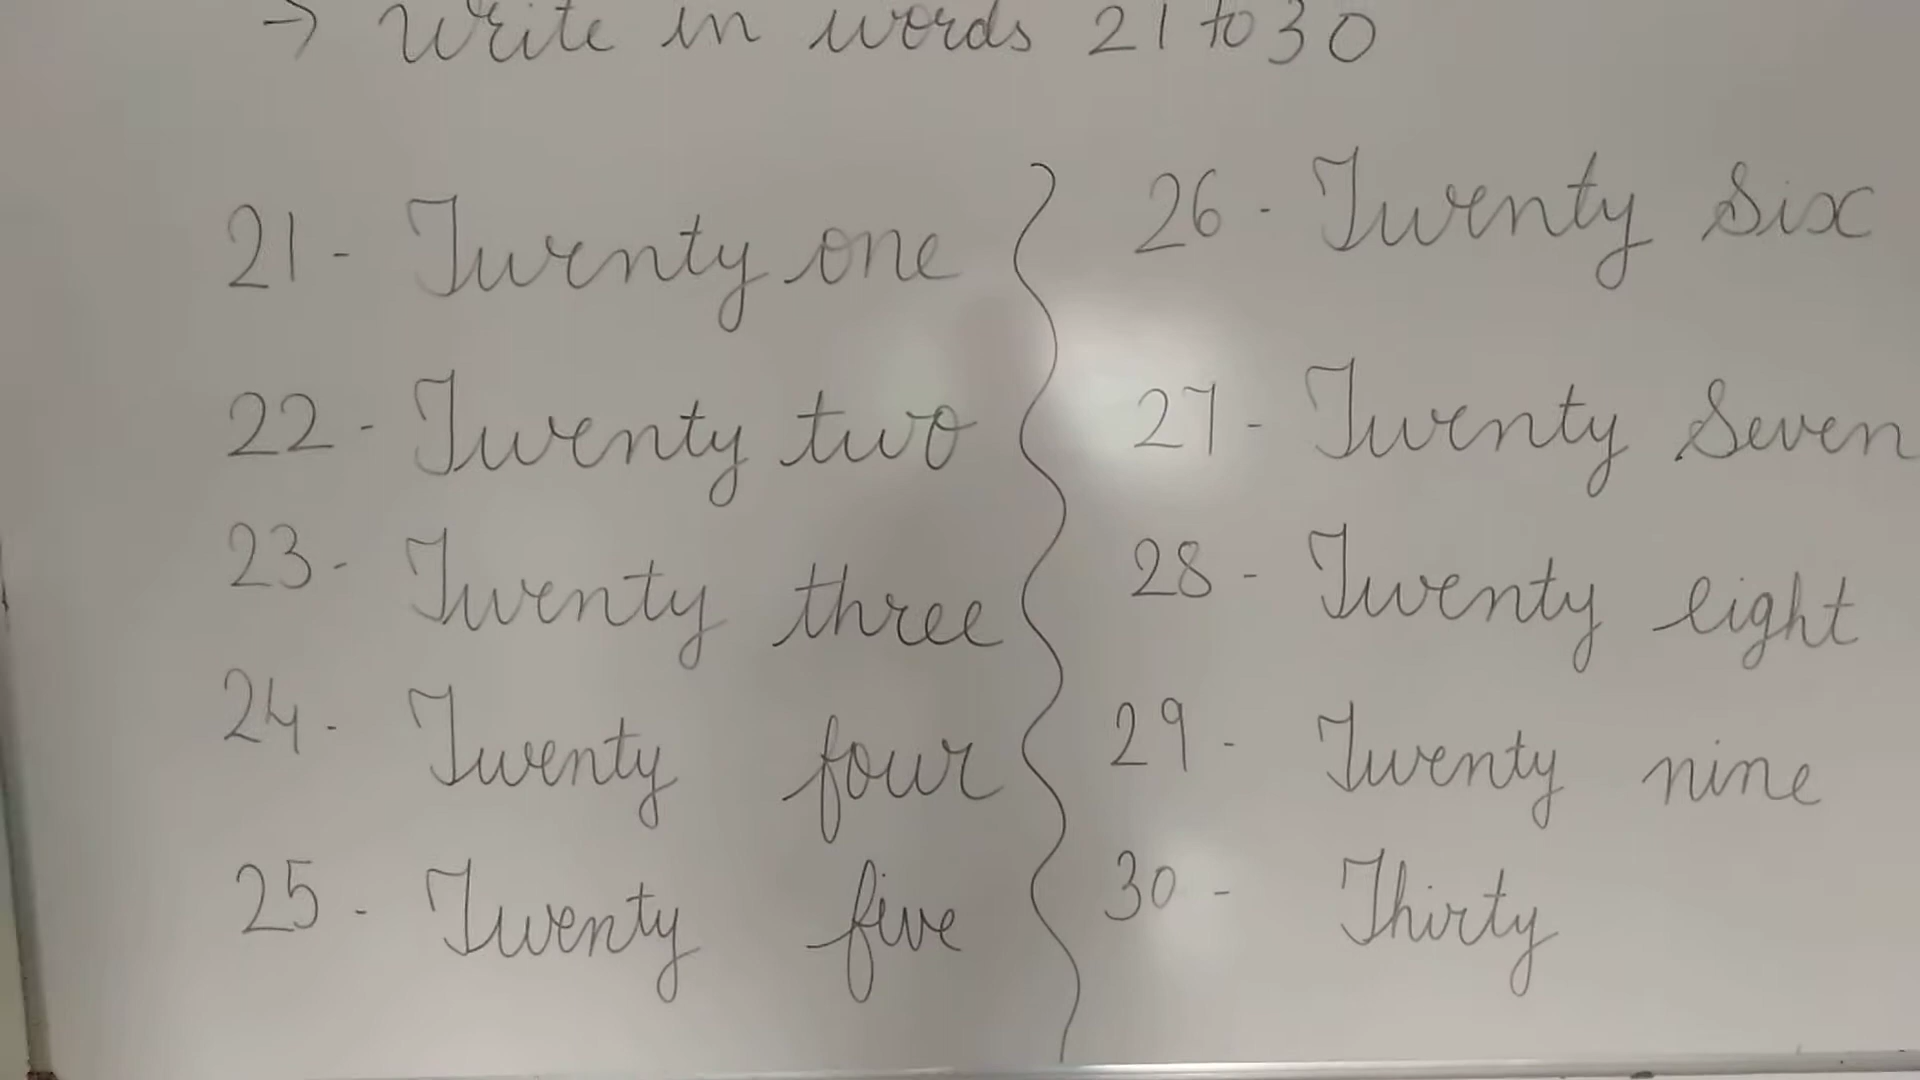 → Write in words 21 to 30
21 - Twenty one
22 - Twenty two
23 - Twenty three
24 - Twenty four
25 - Twenty five
26 - Twenty Six
27 - Twenty Seven
28 - Twenty eight
29 - Twenty nine
30 - Thirty